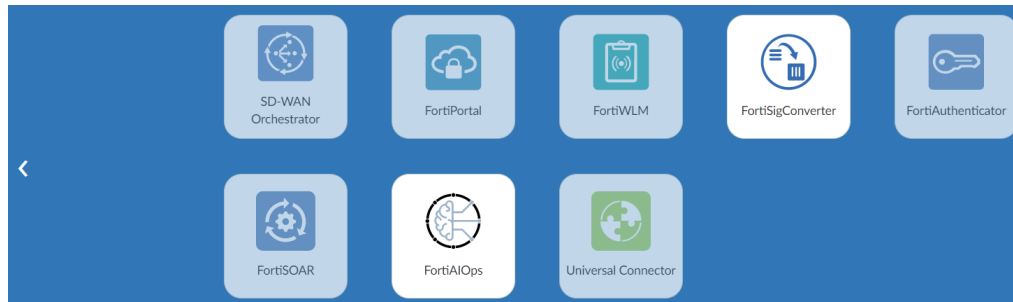 SD-WAN
Orchestrator
FortiPortal
FortiWLM
FortiSigConverter
FortiAuthenticator
FortiSOAR
FortiAIOps
Universal Connector